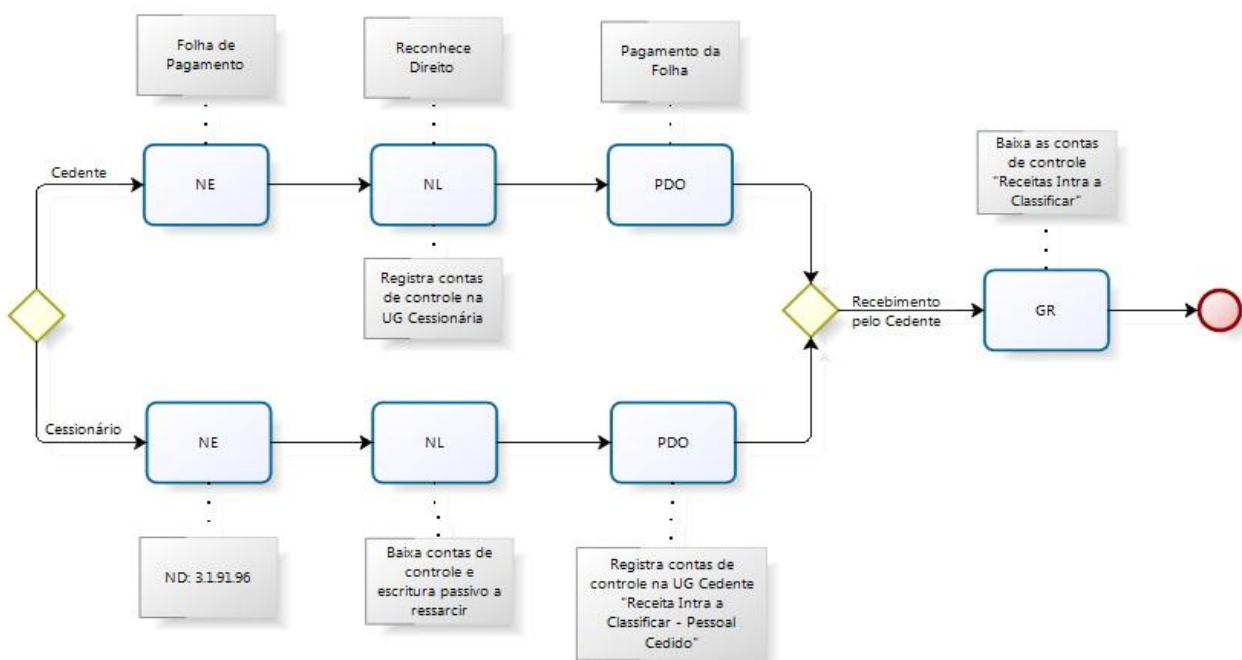 Folha de
Pagamento
Reconhece
Direito
Pagamento da
Folha
Baixa as contas
de controle
"Receitas Intra a
Classificar"
Cedente
NE
NL
PDO
Registra contas
de controle na
UG Cessionária
Recebimento
pelo Cedente
GR
Cessionário
NE
NL
PDO
ND: 3.1.91.96
Baixa contas de
controle e
escritura passivo a
ressarcir
Registra contas de
controle na UG Cedente
"Receita Intra a
Classificar - Pessoal
Cedido"